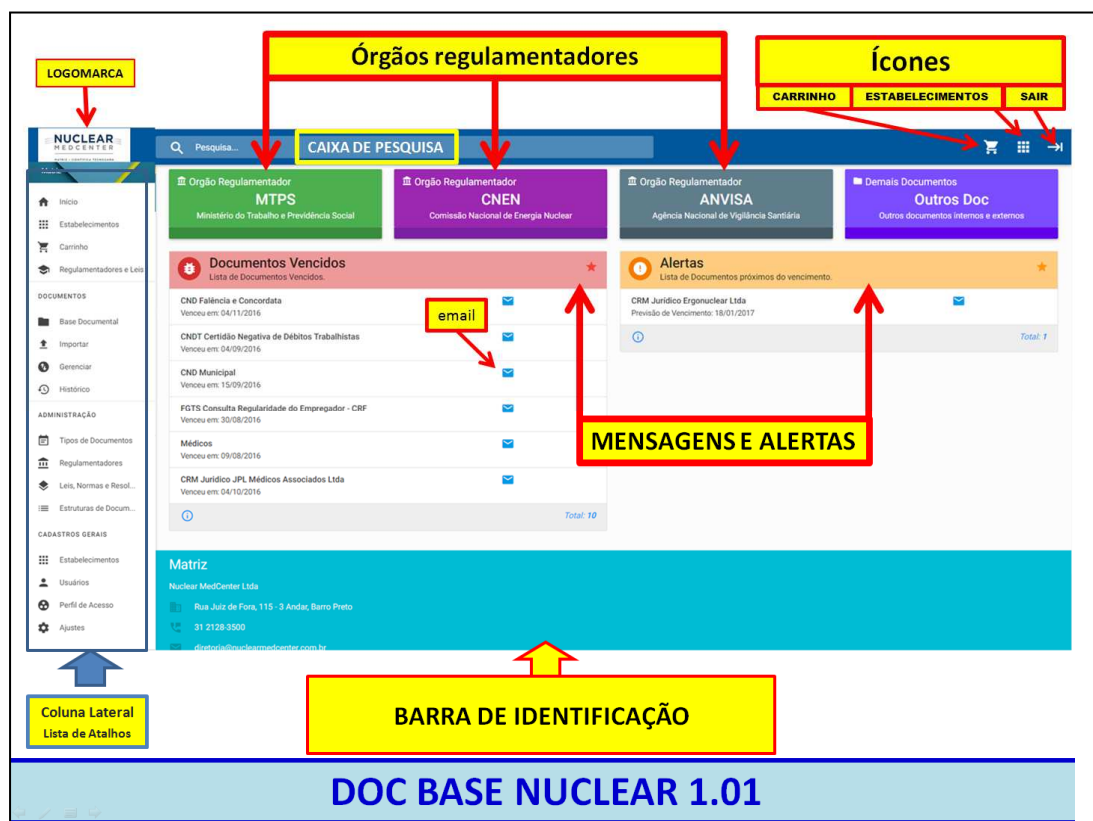 Órgãos regulamentadores
Ícones
LOGOMARCA
CARRINHO ESTABELECIMENTOS SAIR
NUCLEAR
MEDCENTER
Pesquisa...
CAIXA DE PESQUISA
Orgão Regulamentador
MTPS
Ministério do Trabalho e Previdência Social
Orgão Regulamentador
CNEN
Comissão Nacional de Energia Nuclear
Orgão Regulamentador
ANVISA
Agência Nacional de Vigilância Santiária
Demais Documentos
Outros Doc
Outros documentos internos e externos
Início
Estabelecimentos
Carrinho
Regulamentadores e Leis
DOCUMENTOS
Base Documental
Importar
Gerenciar
Histórico
ADMINISTRAÇÃO
Tipos de Documentos
Regulamentadores
Leis, Normas e Resol...
Estruturas de Docum...
CADASTROS GERAIS
Estabelecimentos
Usuários
Perfil de Acesso
Ajustes
Documentos Vencidos
Lista de Documentos Vencidos.
CND Falência e Concordata
Venceu em: 04/11/2016
CNDT Certidão Negativa de Débitos Trabalhistas
Venceu em: 04/09/2016
CND Municipal
Venceu em: 15/09/2016
FGTS Consulta Regularidade do Empregador - CRF
Venceu em: 30/08/2016
Médicos
Venceu em: 09/08/2016
CRM Jurídico JPL Médicos Associados Ltda
Venceu em: 04/10/2016
Total: 10
email
Alertas
Lista de Documentos próximos do vencimento.
CRM Jurídico Ergonuclear Ltda
Previsão de Vencimento: 18/01/2017
Total: 1
MENSAGENS E ALERTAS
Matriz
Nuclear MedCenter Ltda
Rua Juiz de Fora, 115 - 3 Andar, Barro Preto
31 2128-3500
diretoria@nuclearmedcenter.com.br
Coluna Lateral
Lista de Atalhos
BARRA DE IDENTIFICAÇÃO
DOC BASE NUCLEAR 1.01